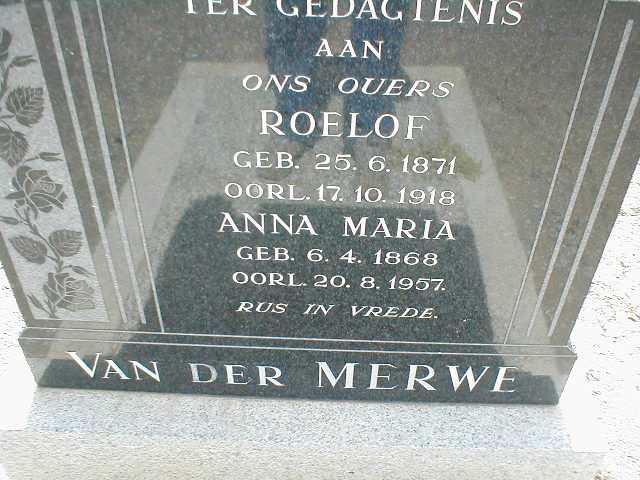 TER GEDAGTENIS
AAN
ONS OUERS
ROELOF
GEB. 25.6.1871
OORL. 17.10.1918
ANNA MARIA
GEB. 6.4.1868
OORL. 20.8.1957.
RUS IN VREDE.
VAN DER MERWE